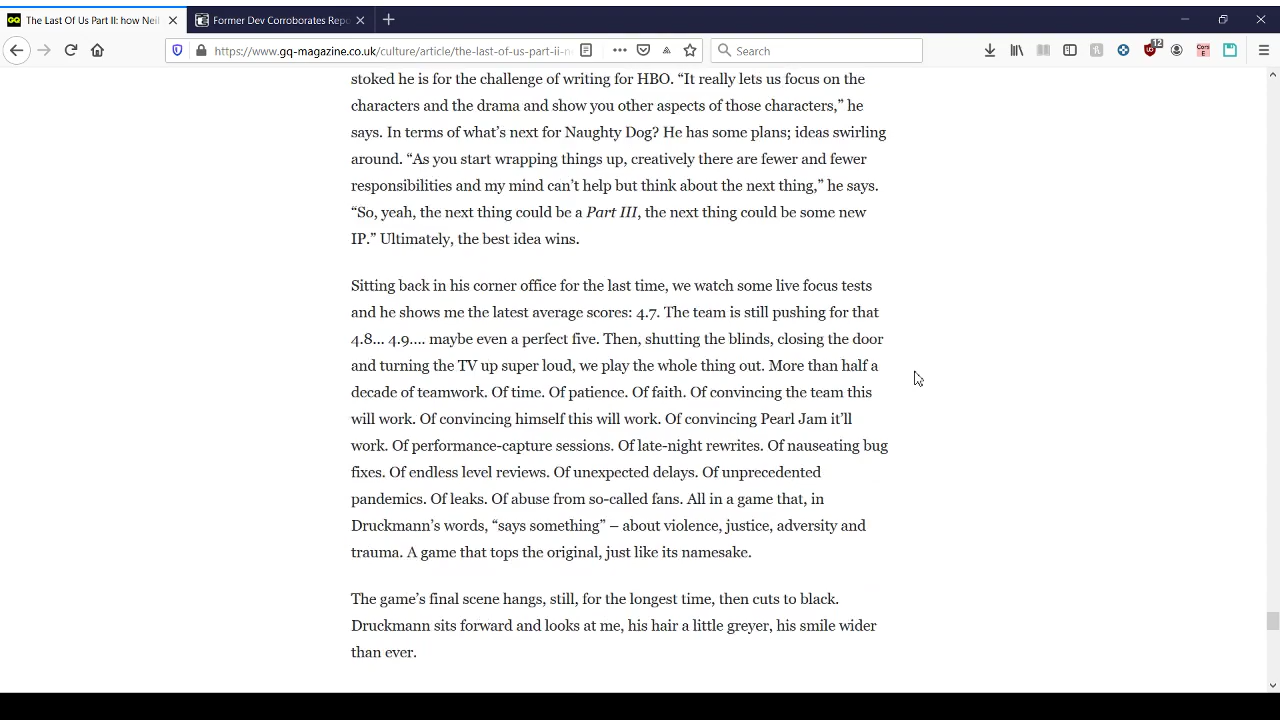 GQ The Last Of Us Part II: how Neil
Former Dev Corroborates Repo
https://www.gq-magazine.co.uk/culture/article/the-last-of-us-part-ii-n
Search
12
stoked he is for the challenge of writing for HBO. “It really lets us focus on the
characters and the drama and show you other aspects of those characters,” he
says. In terms of what’s next for Naughty Dog? He has some plans; ideas swirling
around. “As you start wrapping things up, creatively there are fewer and fewer
responsibilities and my mind can’t help but think about the next thing,” he says.
“So, yeah, the next thing could be a Part III, the next thing could be some new
IP.” Ultimately, the best idea wins.
Sitting back in his corner office for the last time, we watch some live focus tests
and he shows me the latest average scores: 4.7. The team is still pushing for that
4.8... 4.9.... maybe even a perfect five. Then, shutting the blinds, closing the door
and turning the TV up super loud, we play the whole thing out. More than half a
decade of teamwork. Of time. Of patience. Of faith. Of convincing the team this
will work. Of convincing himself this will work. Of convincing Pearl Jam it’ll
work. Of performance-capture sessions. Of late-night rewrites. Of nauseating bug
fixes. Of endless level reviews. Of unexpected delays. Of unprecedented
pandemics. Of leaks. Of abuse from so-called fans. All in a game that, in
Druckmann’s words, “says something” – about violence, justice, adversity and
trauma. A game that tops the original, just like its namesake.
The game’s final scene hangs, still, for the longest time, then cuts to black.
Druckmann sits forward and looks at me, his hair a little greyer, his smile wider
than ever.